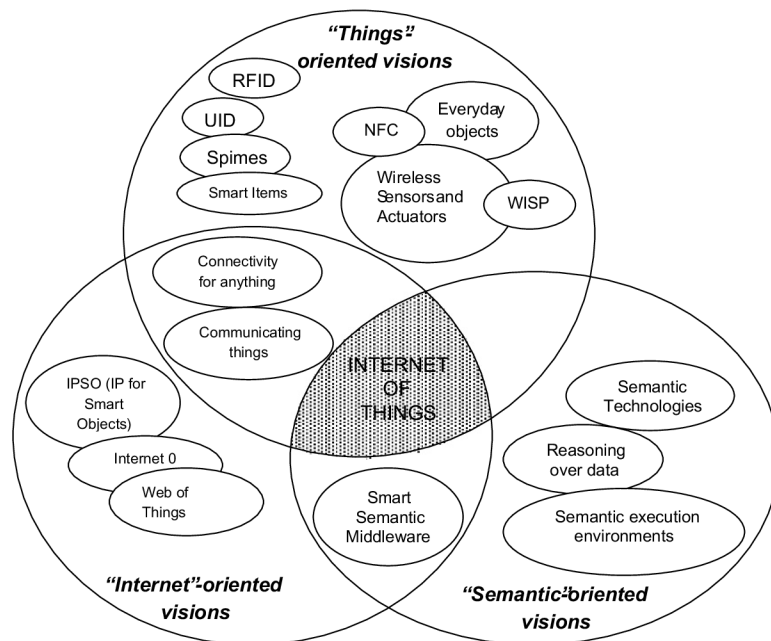 “Things”-
oriented visions
RFID
UID
Spimes
Smart Items
Everyday
objects
NFC
Wireless
Sensors and
Actuators
WISP
Connectivity
for anything
Communicating
things
INTERNET
OF
THINGS
IPSO (IP for
Smart
Objects)
Internet 0
Web of
Things
Semantic
Technologies
Reasoning
over data
Semantic execution
environments
Smart
Semantic
Middleware
“Internet”-oriented
visions
“Semantic”-oriented
visions